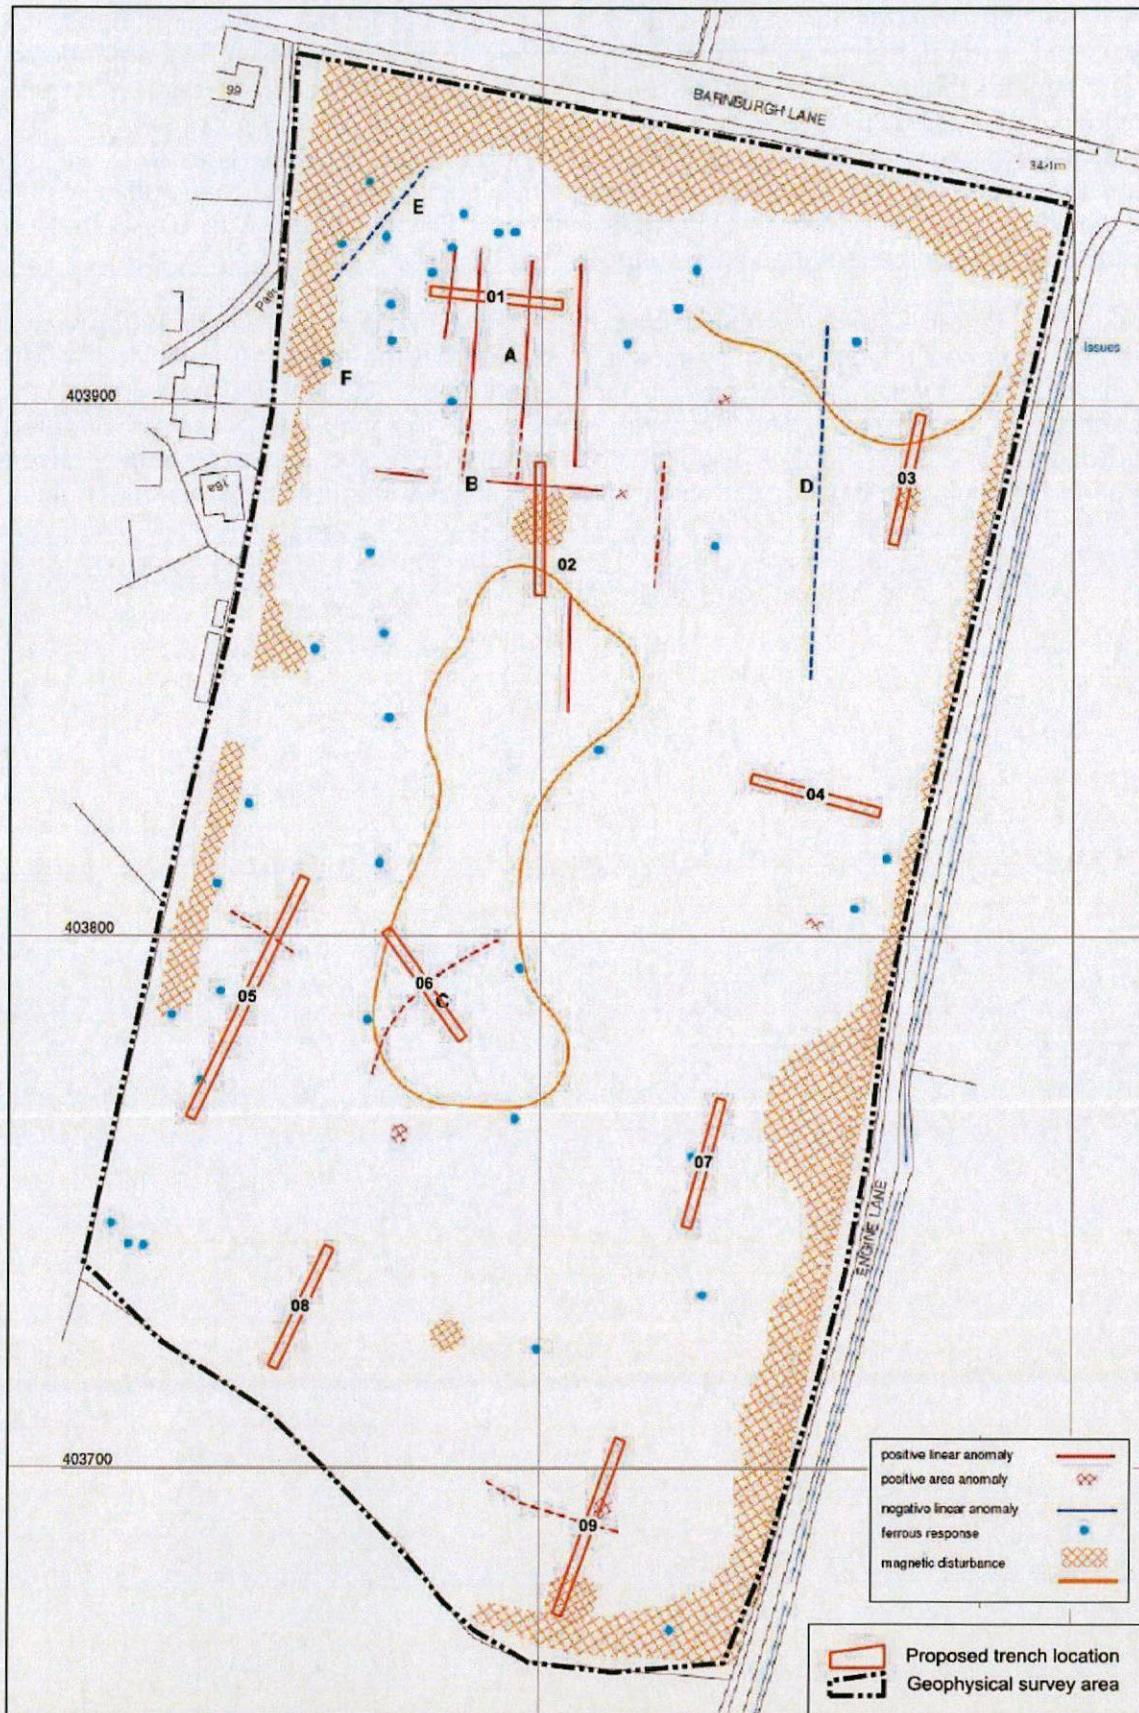 99
BARNBURGH LANE
34.1m
E
Path
01
Issues
A
F
403900
B
D
03
16a
02
04
403800
06
05
C
07
ENGINE LANE
08
403700
09
positive linear anomaly
positive area anomaly
negative linear anomaly
ferrous response
magnetic disturbance
Proposed trench location
Geophysical survey area